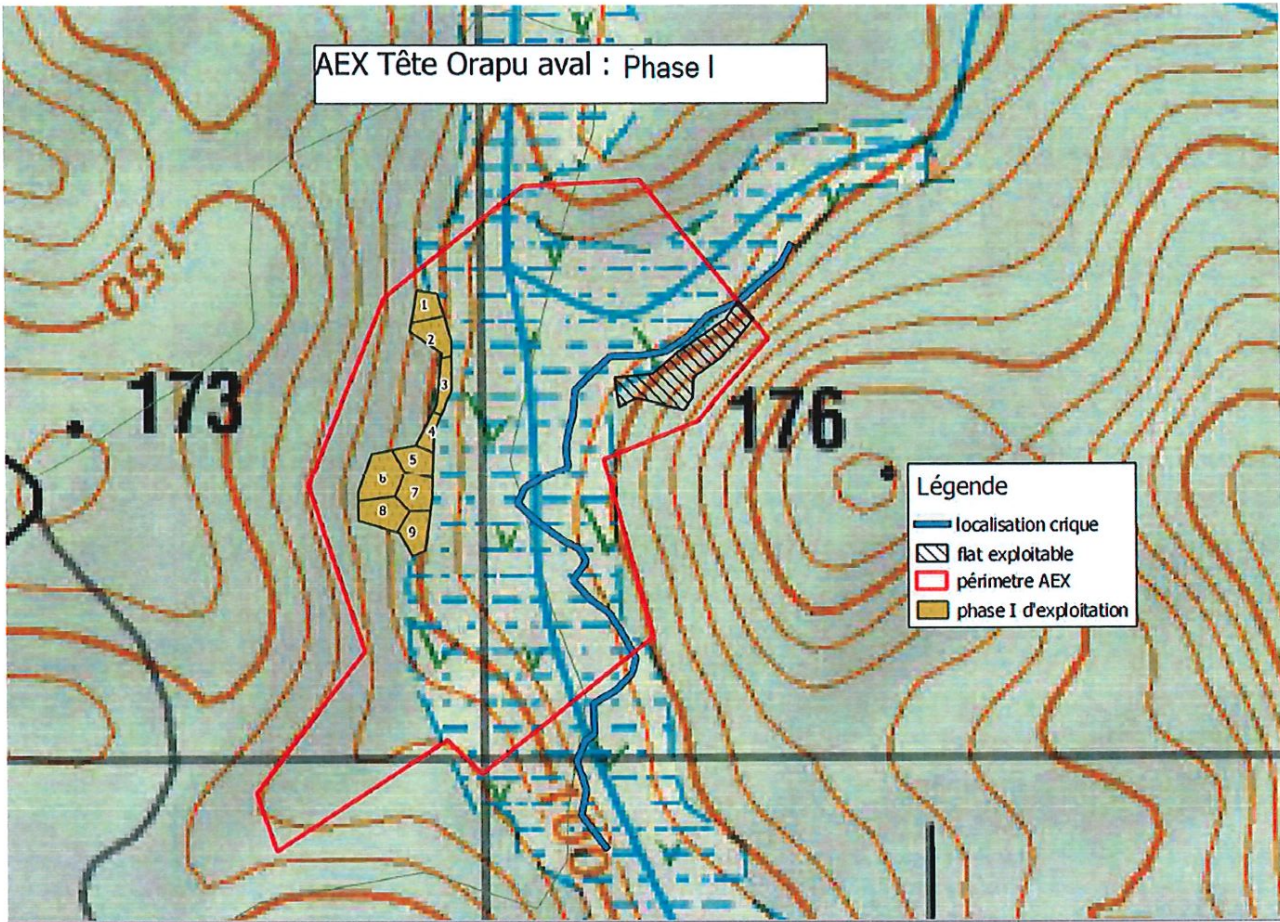 AEX Tête Orapu aval : Phase I
150
173
176
1
2
3
4
5
6
7
8
9
Légende
localisation crique
flat exploitable
périmetre AEX
phase I d'exploitation
100